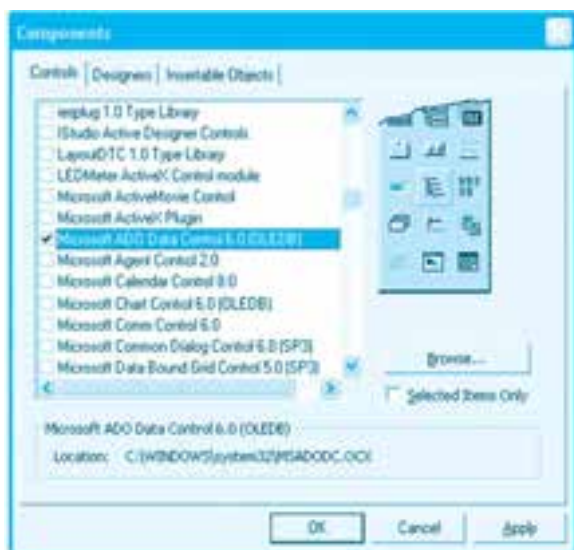 Components
Controls | Designers | Insertable Objects |
ieplug 1.0 Type Library
IStudio Active Designer Controls
LayoutDTC 1.0 Type Library
LEDMeter ActiveX Control module
Microsoft ActiveMovie Control
Microsoft ActiveX Plugin
Microsoft ADO Data Control 6.0 (OLEDB)
Microsoft Agent Control 2.0
Microsoft Calendar Control 8.0
Microsoft Chart Control 6.0 (OLEDB)
Microsoft Comm Control 6.0
Microsoft Common Dialog Control 6.0 (SP3)
Microsoft Data Bound Grid Control 5.0 (SP3)
Browse...
Selected Items Only
Microsoft ADO Data Control 6.0 (OLEDB)
Location: C:\WINDOWS\system32\MSADODC.OCX
OK Cancel Apply